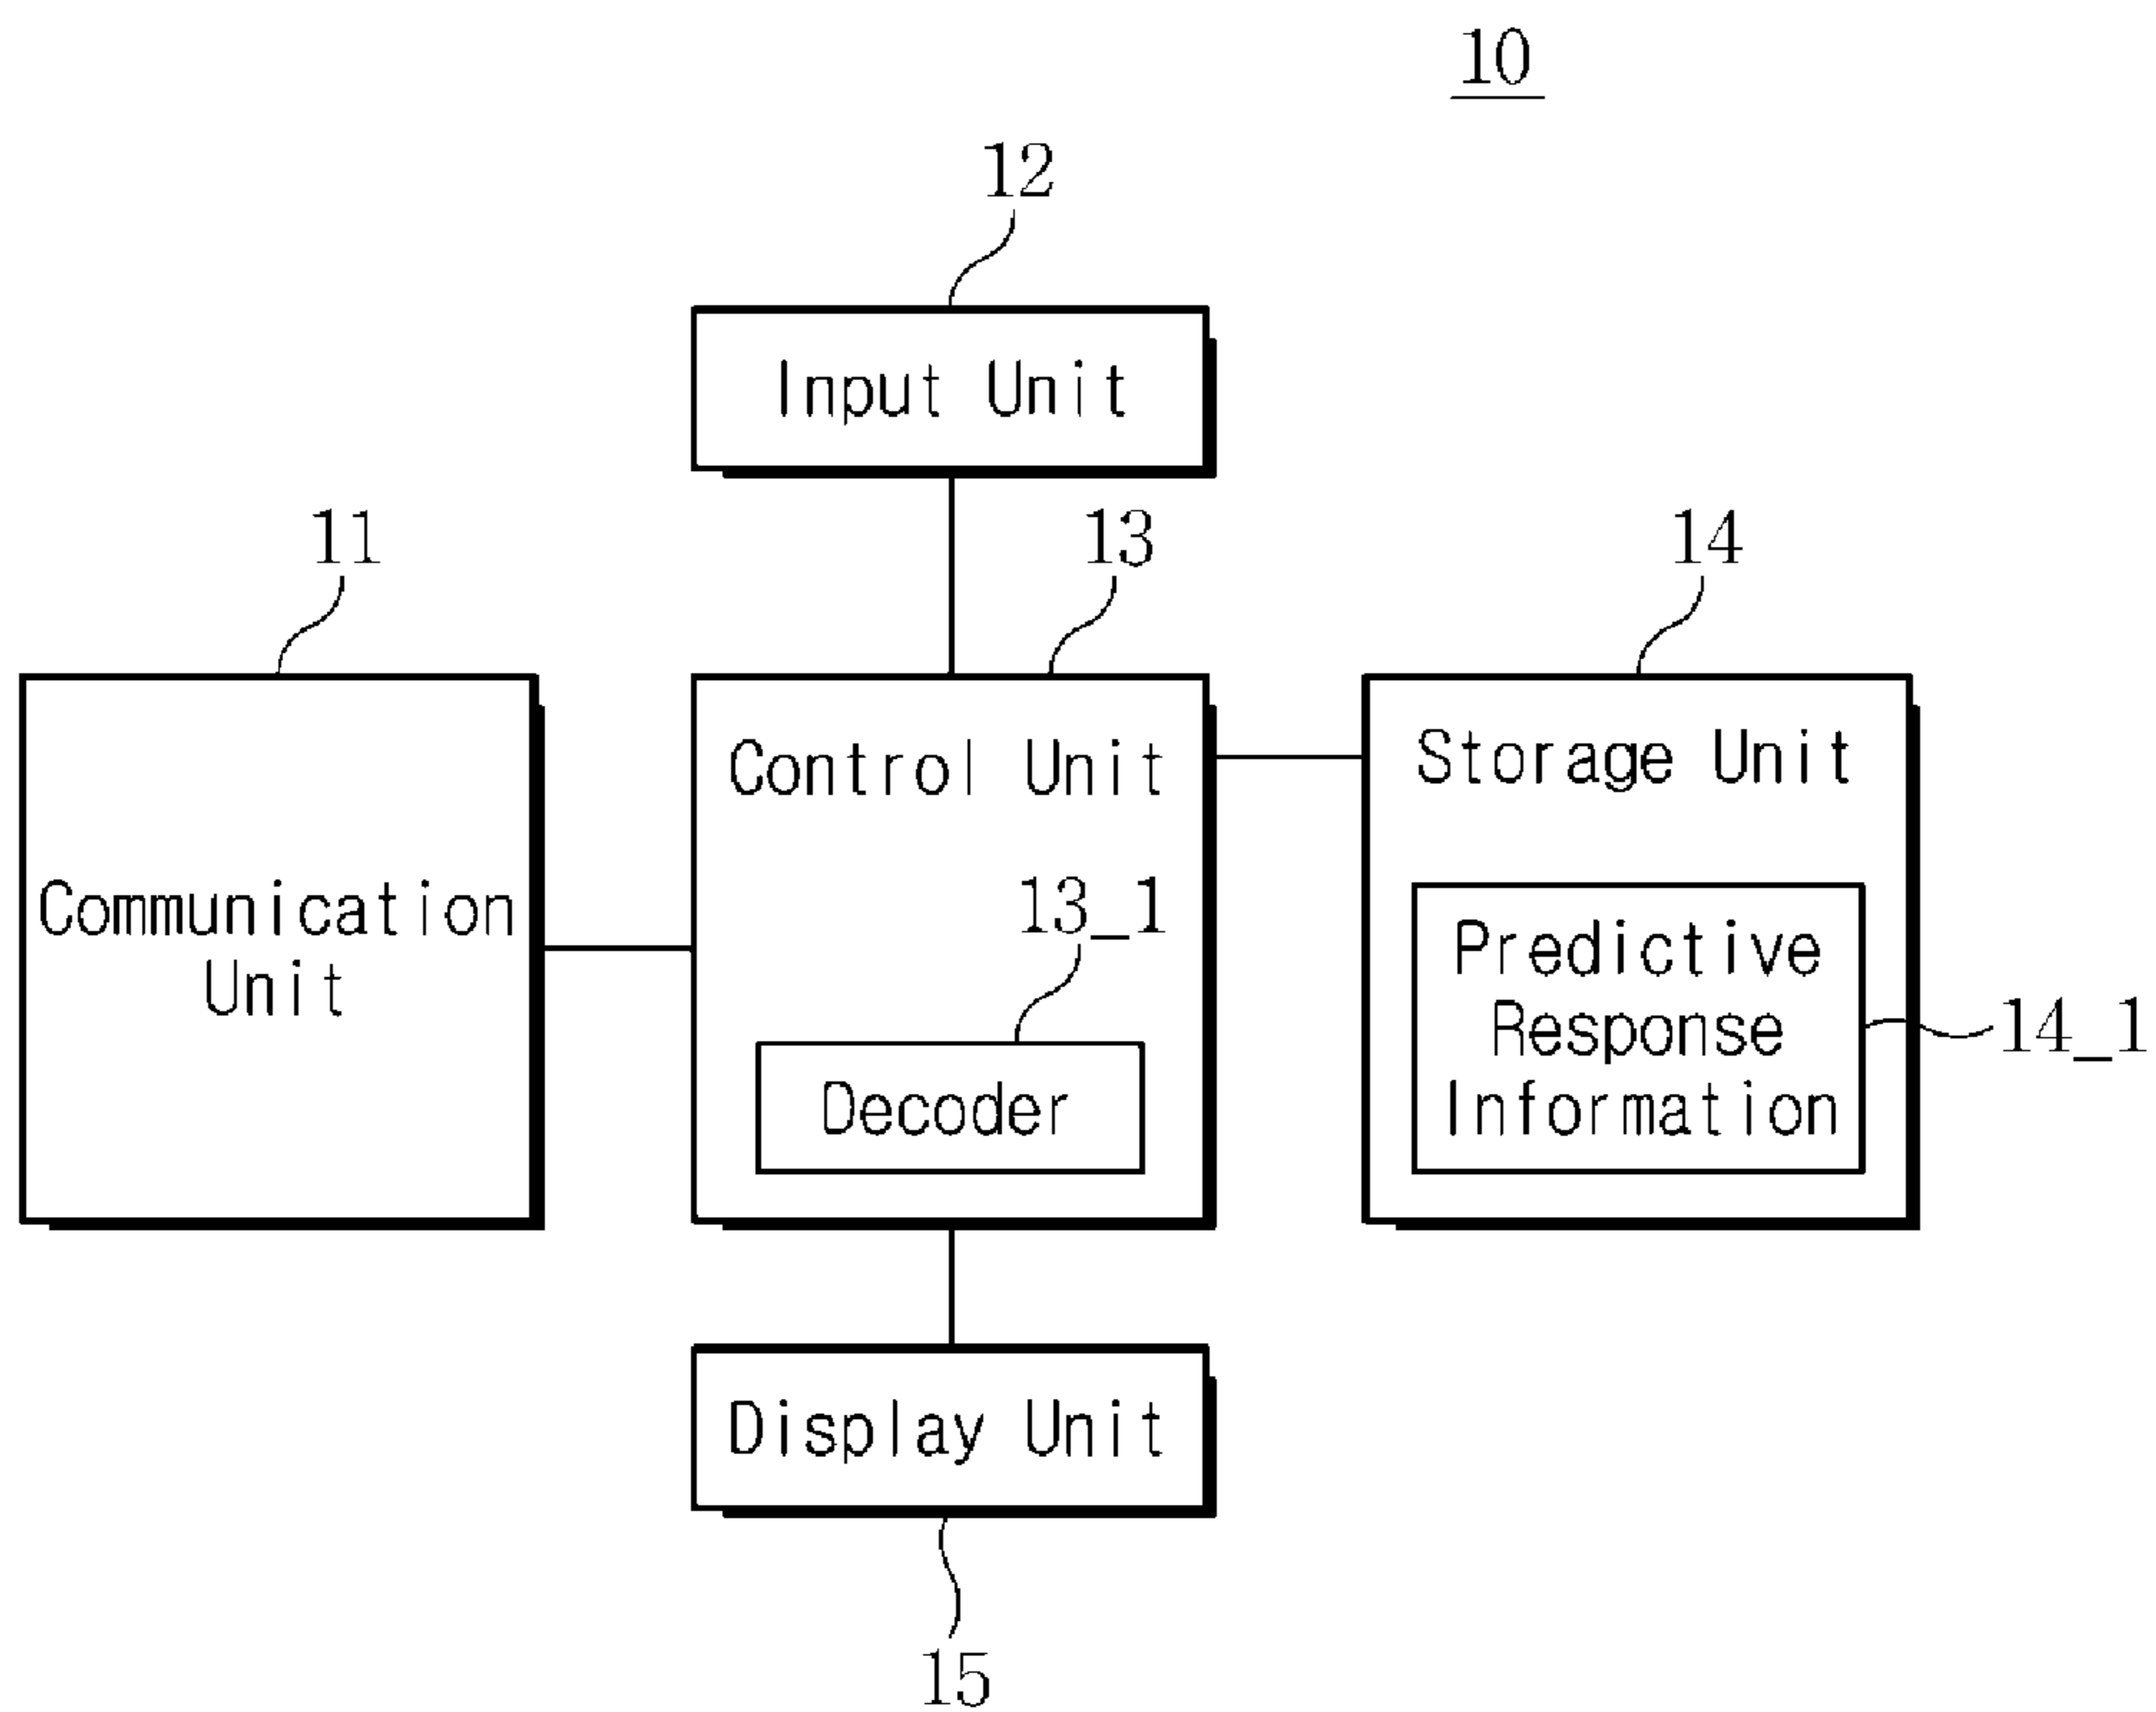 10
12
Input Unit
11
13
14
Control Unit
Storage Unit
Communication
Unit
13_1
Decoder
Predictive
Response
Information
14_1
Display Unit
15